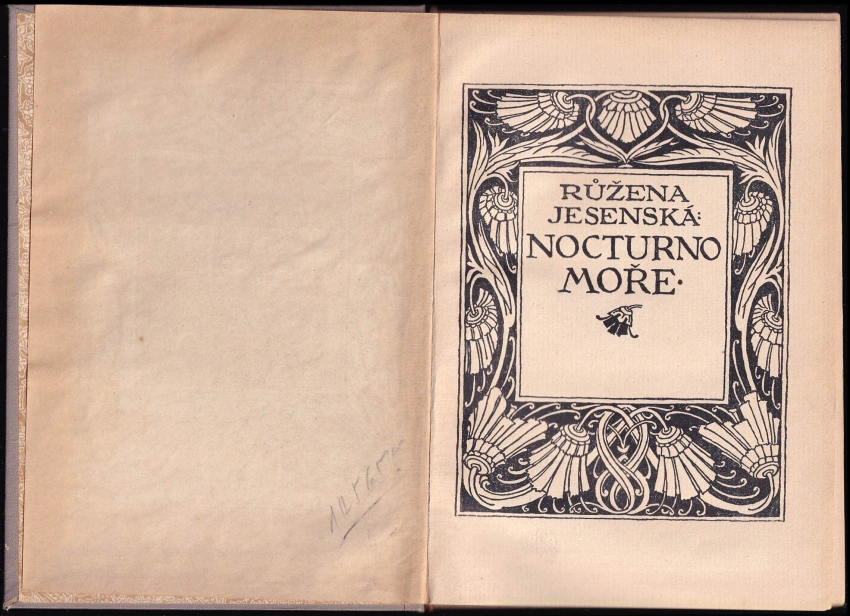 RŮŽENA
JESENSKÁ:
NOCTURNO
MOŘE·